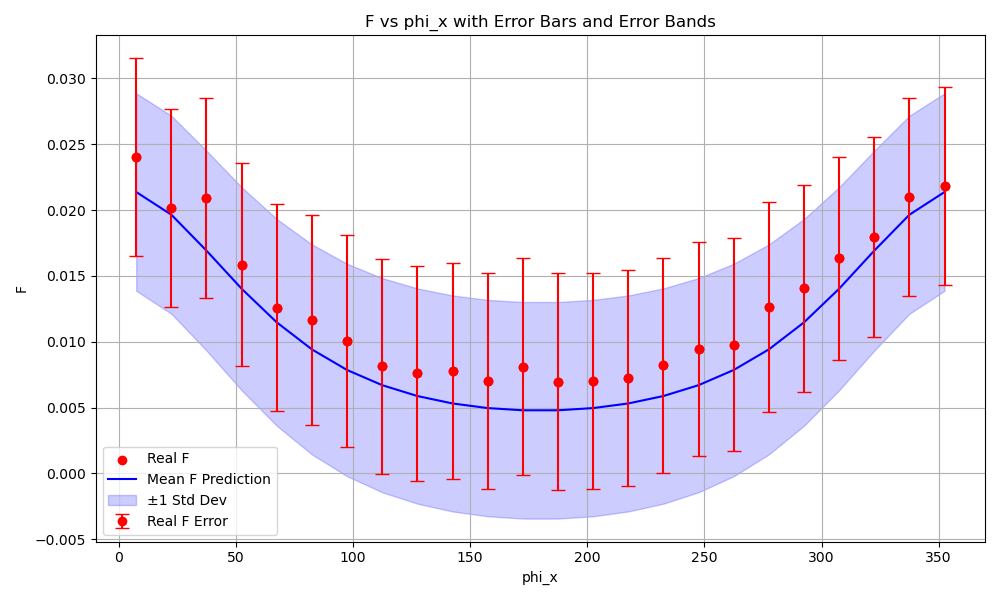 F vs phi_x with Error Bars and Error Bands
0.030
0.025
0.020
0.015
0.010
0.005
0.000
−0.005
F
Real F
Mean F Prediction
±1 Std Dev
Real F Error
0 50 100 150 200 250 300 350
phi_x